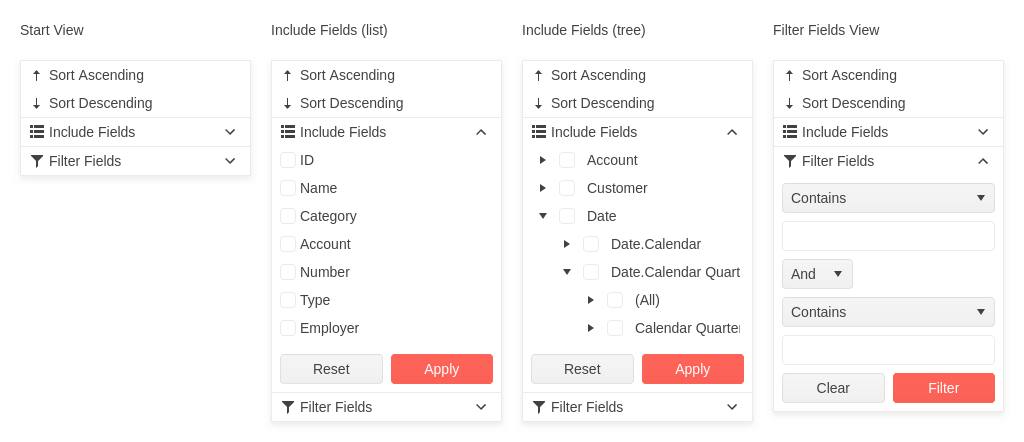 Start View
Sort Ascending
Sort Descending
Include Fields
Filter Fields
Include Fields (list)
Sort Ascending
Sort Descending
Include Fields
ID
Name
Category
Account
Number
Type
Employer
Reset Apply
Filter Fields
Include Fields (tree)
Sort Ascending
Sort Descending
Include Fields
Account
Customer
Date
Date.Calendar
Date.Calendar Quart
(All)
Calendar Quarte
Reset Apply
Filter Fields
Filter Fields View
Sort Ascending
Sort Descending
Include Fields
Filter Fields
Contains
And
Contains
Clear Filter